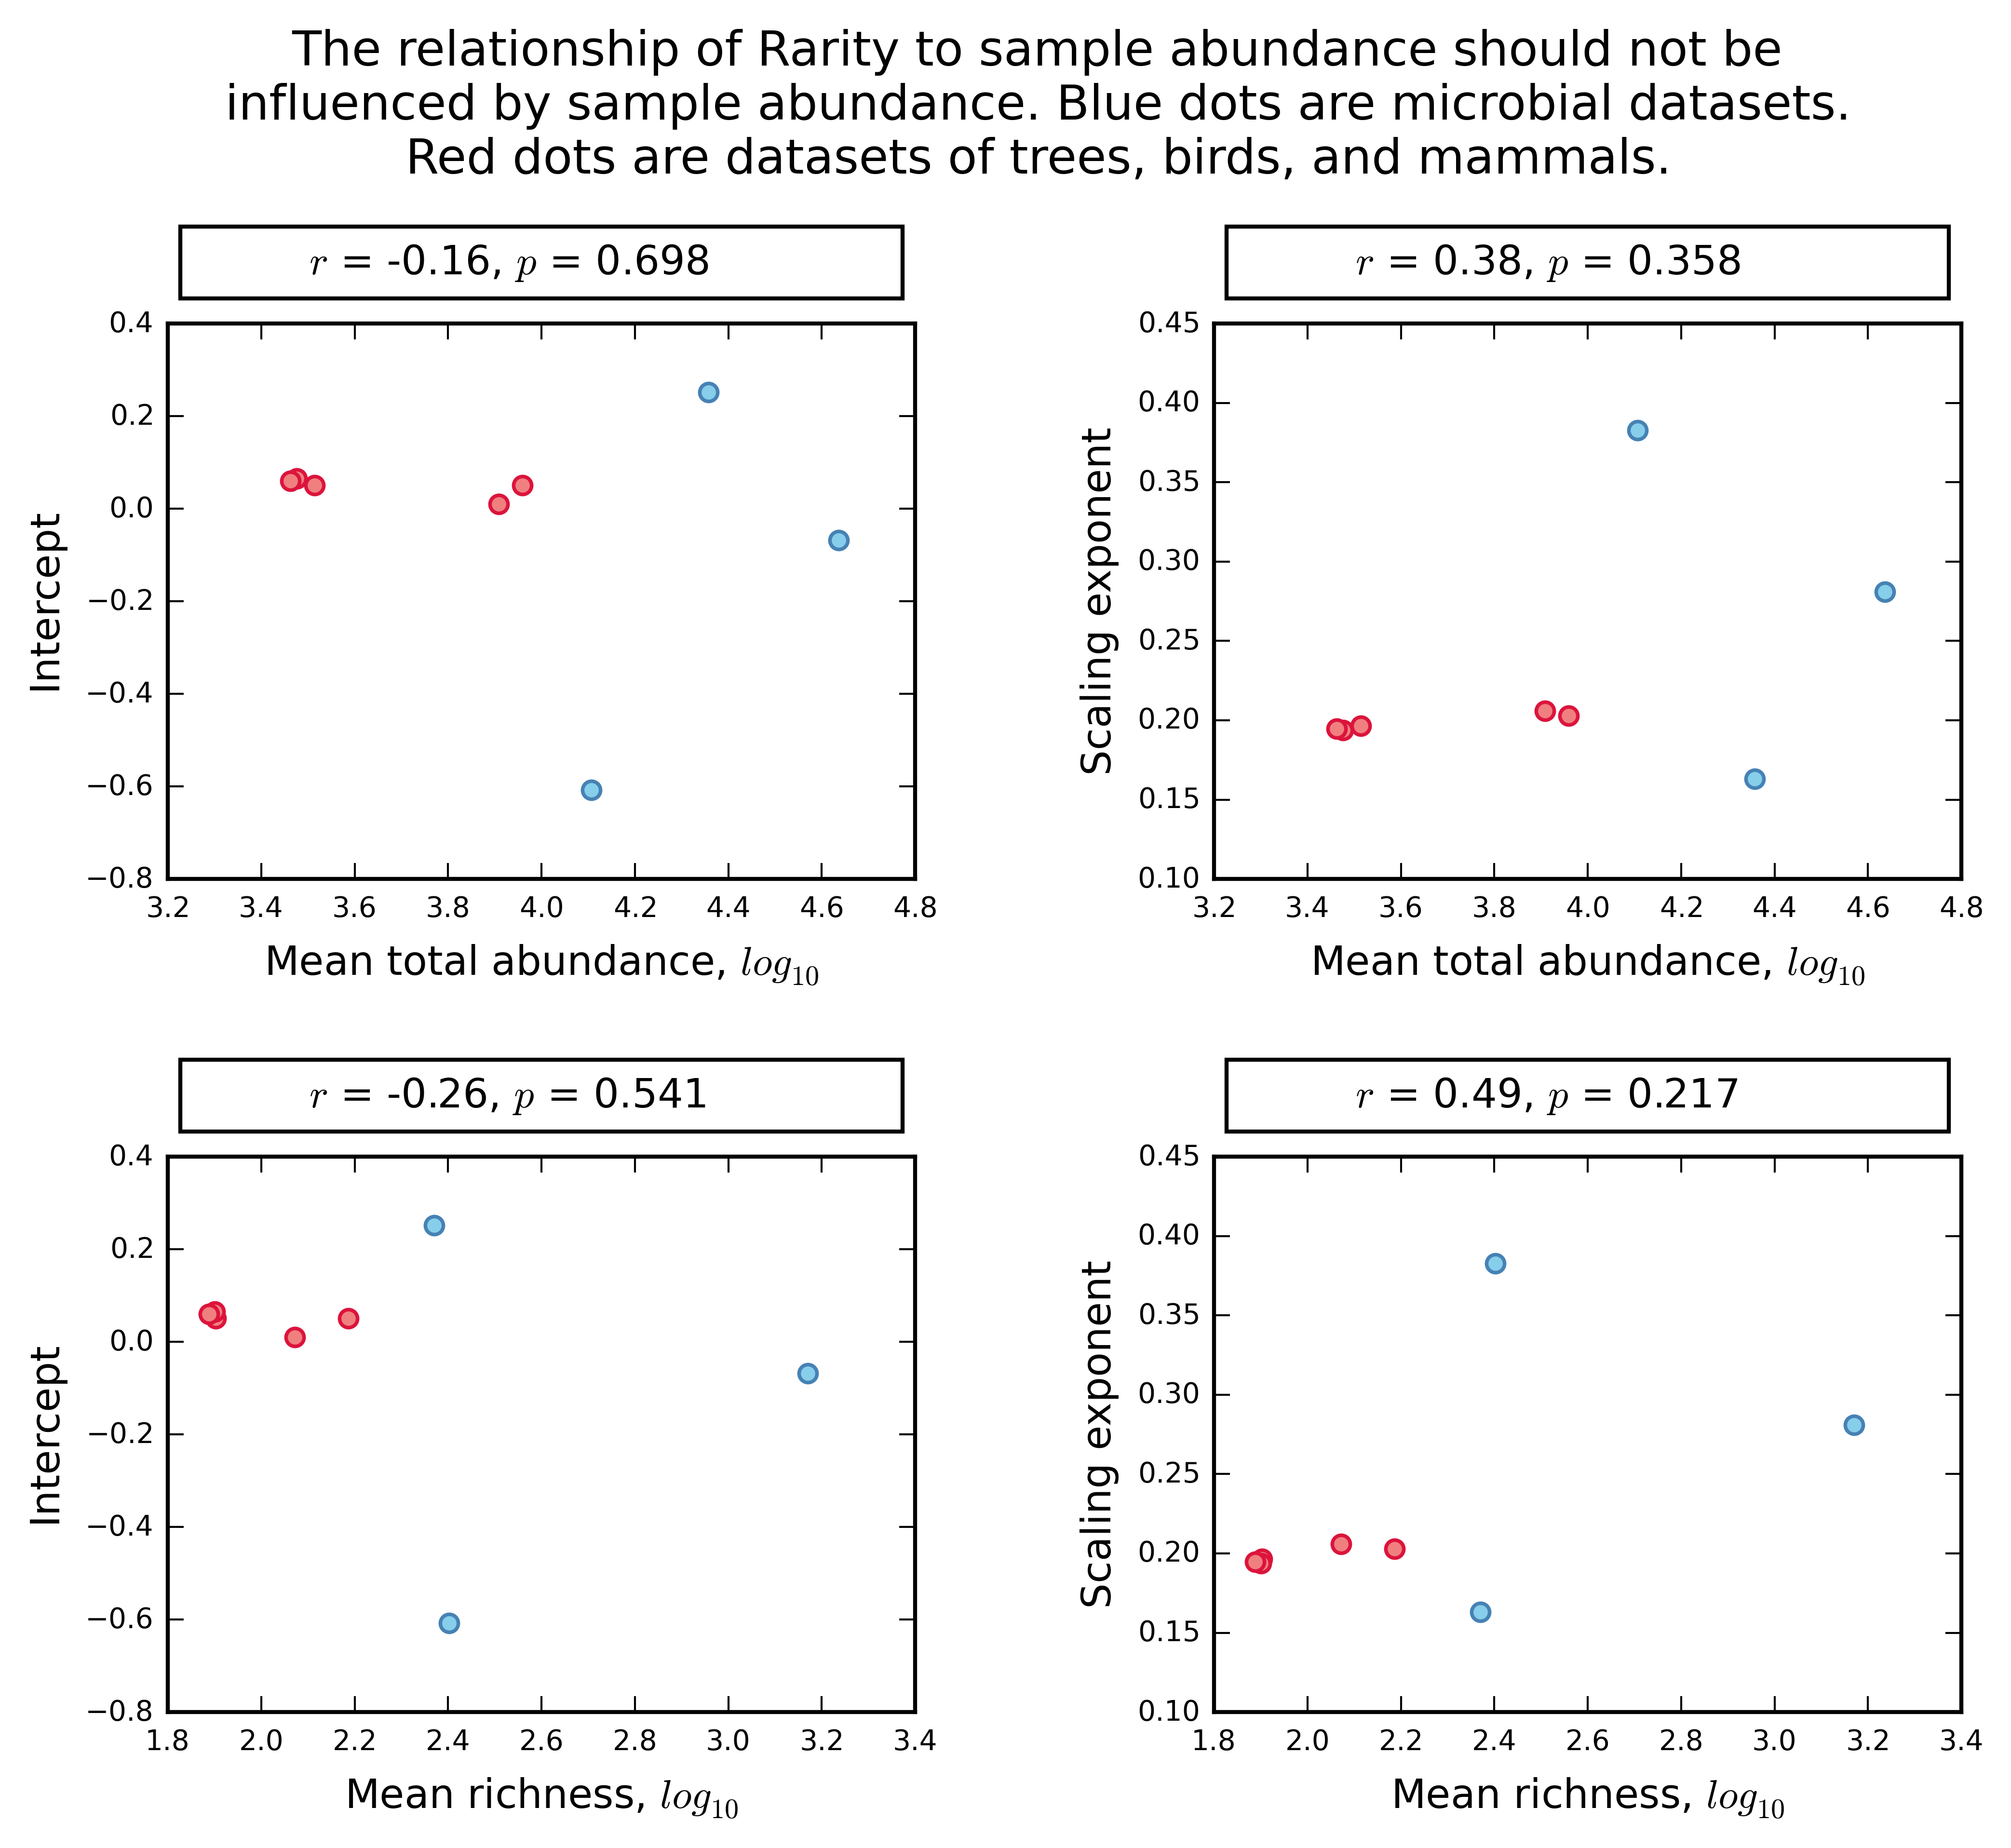 The relationship of Rarity to sample abundance should not be
influenced by sample abundance. Blue dots are microbial datasets.
Red dots are datasets of trees, birds, and mammals.
r = -0.16, p = 0.698
0.4
0.2
0.0
−0.2
−0.4
−0.6
−0.8
Intercept
3.2 3.4 3.6 3.8 4.0 4.2 4.4 4.6 4.8
Mean total abundance, log10
r = 0.38, p = 0.358
0.45
0.40
0.35
0.30
0.25
0.20
0.15
0.10
Scaling exponent
3.2 3.4 3.6 3.8 4.0 4.2 4.4 4.6 4.8
Mean total abundance, log10
r = -0.26, p = 0.541
0.4
0.2
0.0
−0.2
−0.4
−0.6
−0.8
Intercept
1.8 2.0 2.2 2.4 2.6 2.8 3.0 3.2 3.4
Mean richness, log10
r = 0.49, p = 0.217
0.45
0.40
0.35
0.30
0.25
0.20
0.15
0.10
Scaling exponent
1.8 2.0 2.2 2.4 2.6 2.8 3.0 3.2 3.4
Mean richness, log10